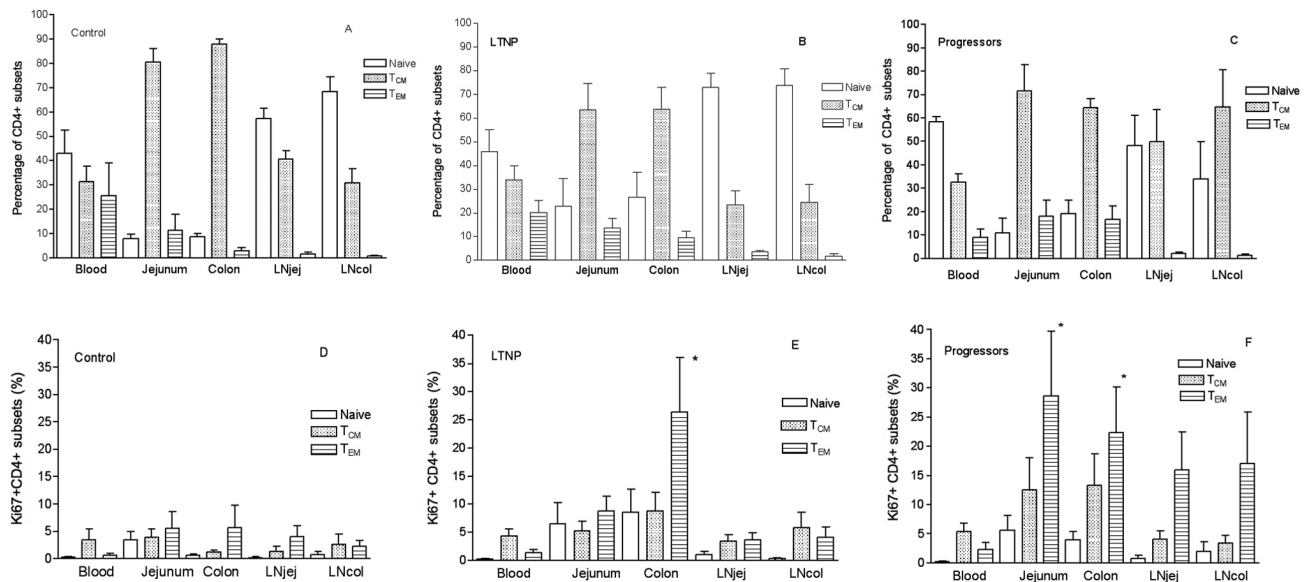 Control
A
Naive
TCM
TEM
Percentage of CD4+ subsets
100
90
80
70
60
50
40
30
20
10
0
Blood Jejunum Colon LNjej LNcol
LTNP
B
Naive
TCM
TEM
Percentage of CD4+ subsets
100
90
80
70
60
50
40
30
20
10
0
Blood Jejunum Colon LNjej LNcol
Progressors
C
Naive
TCM
TEM
Percentage of CD4+ subsets
100
90
80
70
60
50
40
30
20
10
0
Blood Jejunum Colon LNjej LNcol
Control
D
Naive
TCM
TEM
Ki67+CD4+ subsets (%)
40
35
30
25
20
15
10
5
0
Blood Jejunum Colon LNjej LNcol
LTNP
E
*
Naive
TCM
TEM
Ki67+ CD4+ subsets (%)
40
35
30
25
20
15
10
5
0
Blood Jejunum Colon LNjej LNcol
Progressors
F
*
*
Naive
TCM
TEM
Ki67+ CD4+ subsets (%)
40
35
30
25
20
15
10
5
0
Blood Jejunum Colon LNjej LNcol